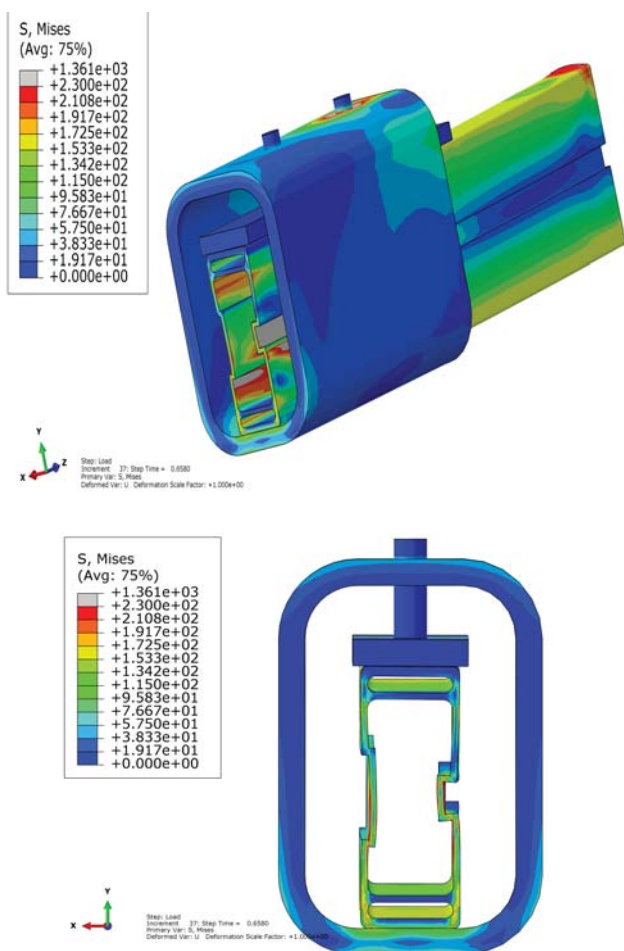 S, Mises
(Avg: 75%)
+1.361e+03
+2.300e+02
+2.108e+02
+1.917e+02
+1.725e+02
+1.533e+02
+1.342e+02
+1.150e+02
+9.583e+01
+7.667e+01
+5.750e+01
+3.833e+01
+1.917e+01
+0.000e+00
Y
Z
X
Step: Load
Increment 37: Step Time = 0.6580
Primary Var: S, Mises
Deformed Var: U Deformation Scale Factor: +1.000e+00
S, Mises
(Avg: 75%)
+1.361e+03
+2.300e+02
+2.108e+02
+1.917e+02
+1.725e+02
+1.533e+02
+1.342e+02
+1.150e+02
+9.583e+01
+7.667e+01
+5.750e+01
+3.833e+01
+1.917e+01
+0.000e+00
Y
X
Step: Load
Increment 37: Step Time = 0.6580
Primary Var: S, Mises
Deformed Var: U Deformation Scale Factor: +1.000e+00